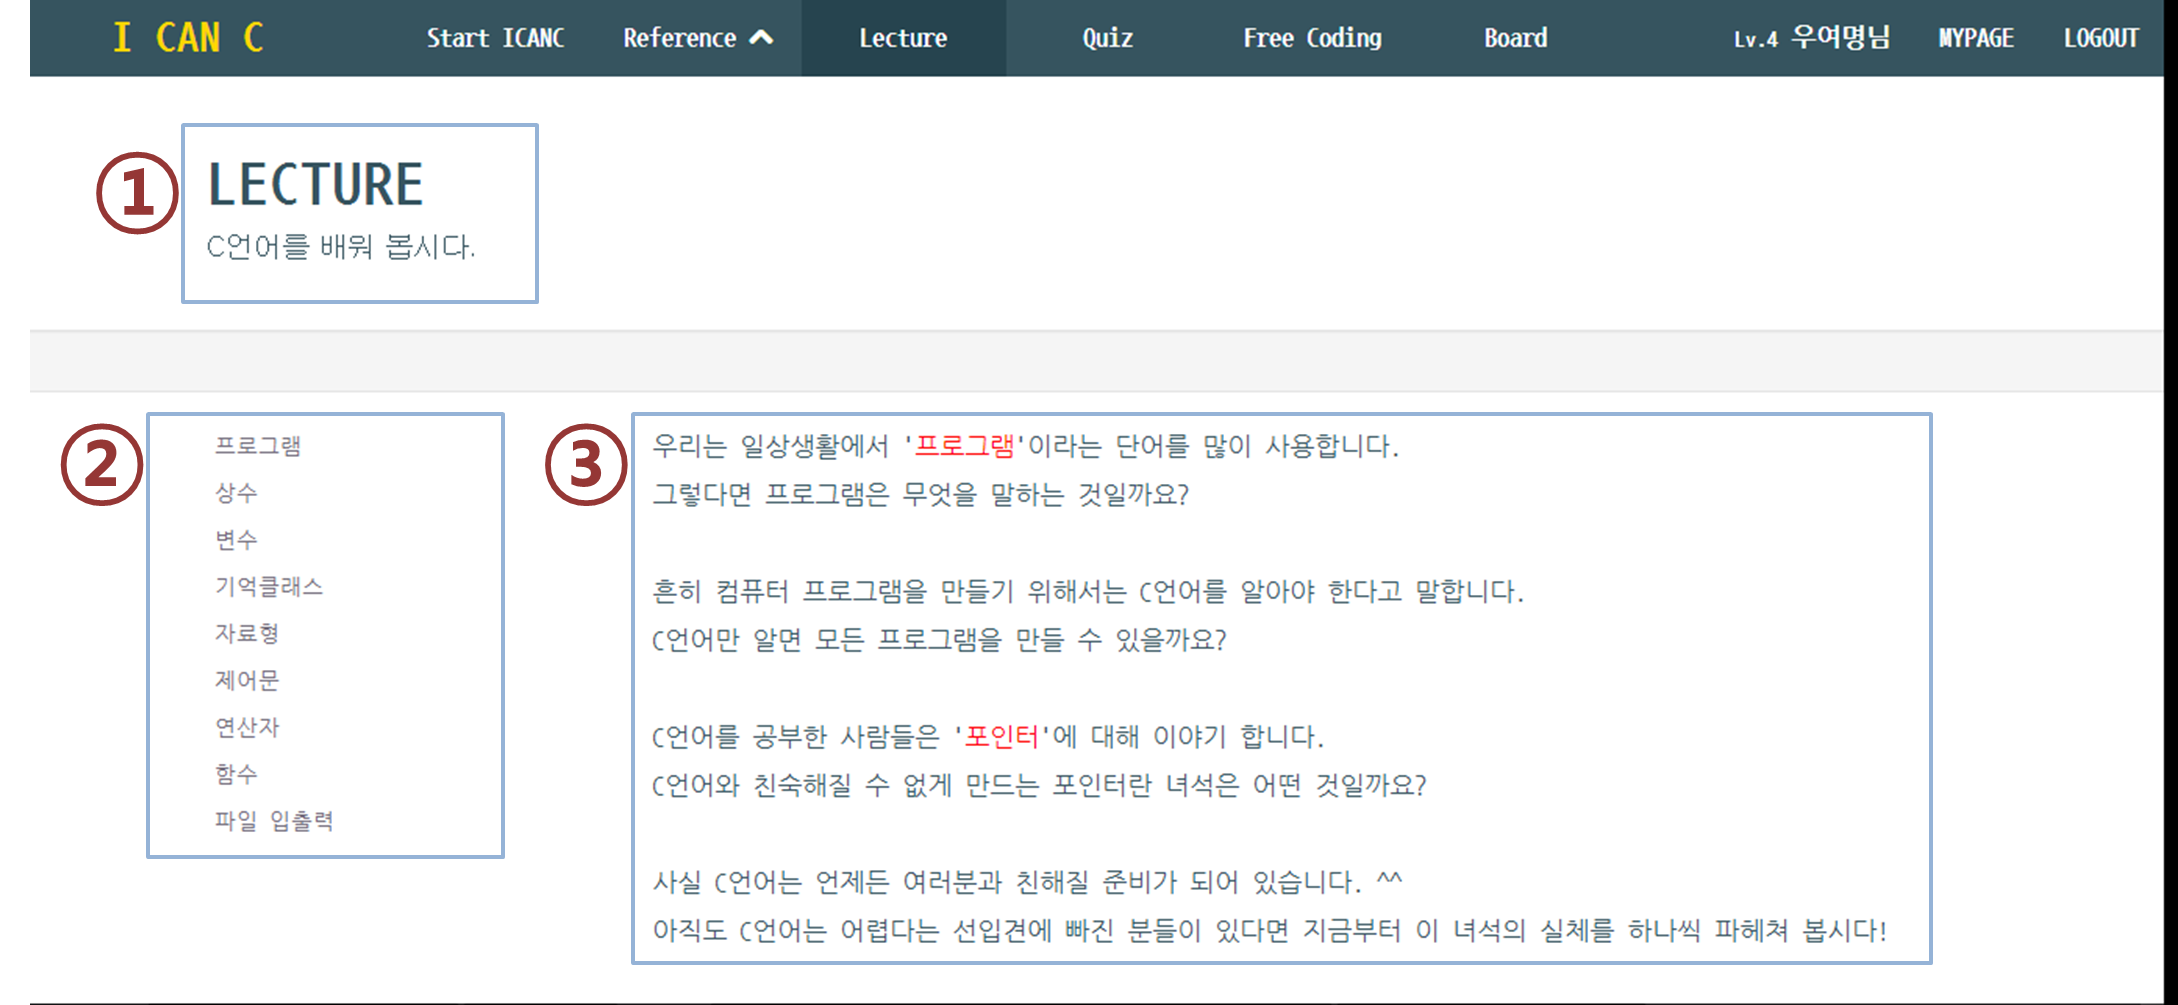 I CAN C Start ICANC Reference Lecture Quiz Free Coding Board Lv.4 우여명님 MYPAGE LOGOUT
①
LECTURE
C언어를 배워 봅시다.
②
프로그램
상수
변수
기억클래스
자료형
제어문
연산자
함수
파일 입출력
③
우리는 일상생활에서 '프로그램'이라는 단어를 많이 사용합니다.
그렇다면 프로그램은 무엇을 말하는 것일까요?
흔히 컴퓨터 프로그램을 만들기 위해서는 C언어를 알아야 한다고 말합니다.
C언어만 알면 모든 프로그램을 만들 수 있을까요?
C언어를 공부한 사람들은 '포인터'에 대해 이야기 합니다.
C언어와 친숙해질 수 없게 만드는 포인터란 녀석은 어떤 것일까요?
사실 C언어는 언제든 여러분과 친해질 준비가 되어 있습니다. ^^
아직도 C언어는 어렵다는 선입견에 빠진 분들이 있다면 지금부터 이 녀석의 실체를 하나씩 파헤쳐 봅시다!